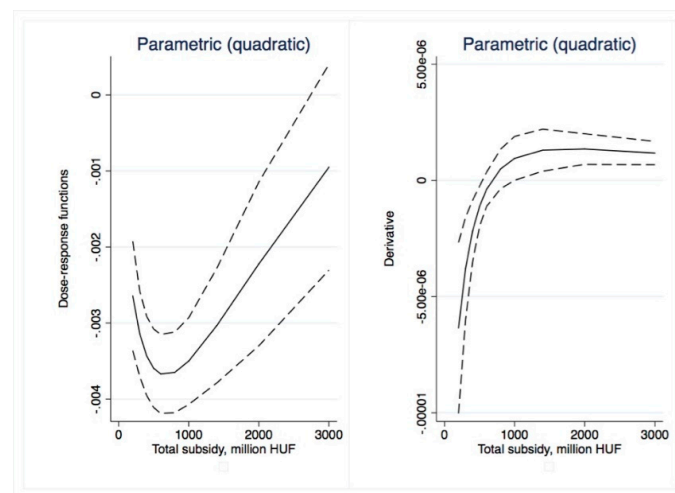 Parametric (quadratic)
Dose-response functions
0
-.001
-.002
-.003
-.004
0
1000
2000
3000
Total subsidy, million HUF
Parametric (quadratic)
Derivative
5.00e-06
0
-5.00e-06
-.00001
0
1000
2000
3000
Total subsidy, million HUF